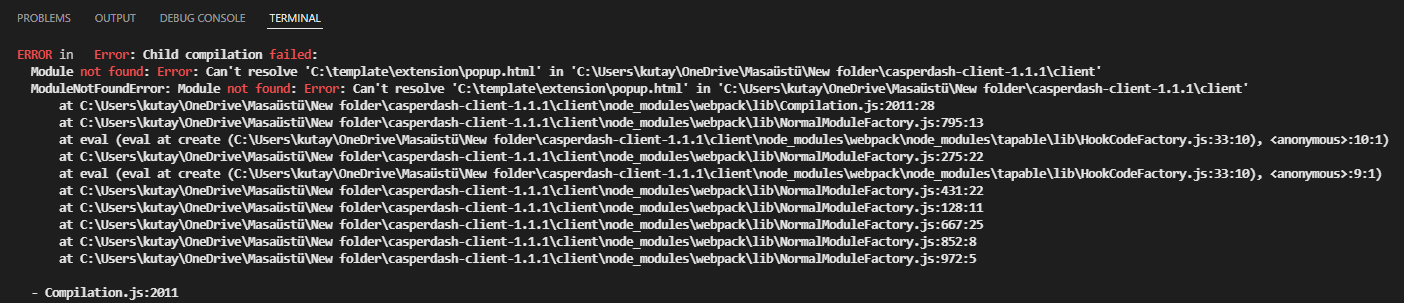 PROBLEMS OUTPUT DEBUG CONSOLE TERMINAL
ERROR in   Error: Child compilation failed:
  Module not found: Error: Can't resolve 'C:\template\extension\popup.html' in 'C:\Users\kutay\OneDrive\Masaüstü\New folder\casperdash-client-1.1.1\client'
  ModuleNotFoundError: Module not found: Error: Can't resolve 'C:\template\extension\popup.html' in 'C:\Users\kutay\OneDrive\Masaüstü\New folder\casperdash-client-1.1.1\client'
      at C:\Users\kutay\OneDrive\Masaüstü\New folder\casperdash-client-1.1.1\client\node_modules\webpack\lib\Compilation.js:2011:28
      at C:\Users\kutay\OneDrive\Masaüstü\New folder\casperdash-client-1.1.1\client\node_modules\webpack\lib\NormalModuleFactory.js:795:13
      at eval (eval at create (C:\Users\kutay\OneDrive\Masaüstü\New folder\casperdash-client-1.1.1\client\node_modules\webpack\node_modules\tapable\lib\HookCodeFactory.js:33:10), <anonymous>:10:1)
      at C:\Users\kutay\OneDrive\Masaüstü\New folder\casperdash-client-1.1.1\client\node_modules\webpack\lib\NormalModuleFactory.js:275:22
      at eval (eval at create (C:\Users\kutay\OneDrive\Masaüstü\New folder\casperdash-client-1.1.1\client\node_modules\webpack\node_modules\tapable\lib\HookCodeFactory.js:33:10), <anonymous>:9:1)
      at C:\Users\kutay\OneDrive\Masaüstü\New folder\casperdash-client-1.1.1\client\node_modules\webpack\lib\NormalModuleFactory.js:431:22
      at C:\Users\kutay\OneDrive\Masaüstü\New folder\casperdash-client-1.1.1\client\node_modules\webpack\lib\NormalModuleFactory.js:128:11
      at C:\Users\kutay\OneDrive\Masaüstü\New folder\casperdash-client-1.1.1\client\node_modules\webpack\lib\NormalModuleFactory.js:667:25
      at C:\Users\kutay\OneDrive\Masaüstü\New folder\casperdash-client-1.1.1\client\node_modules\webpack\lib\NormalModuleFactory.js:852:8
      at C:\Users\kutay\OneDrive\Masaüstü\New folder\casperdash-client-1.1.1\client\node_modules\webpack\lib\NormalModuleFactory.js:972:5
  - Compilation.js:2011